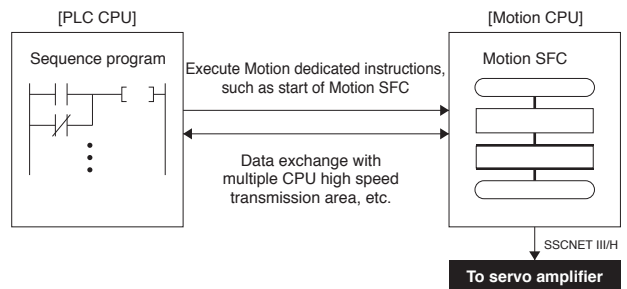 [PLC CPU]
[Motion CPU]
Sequence program
Motion SFC
Execute Motion dedicated instructions,
such as start of Motion SFC
Data exchange with
multiple CPU high speed
transmission area, etc.
SSCNET III/H
To servo amplifier